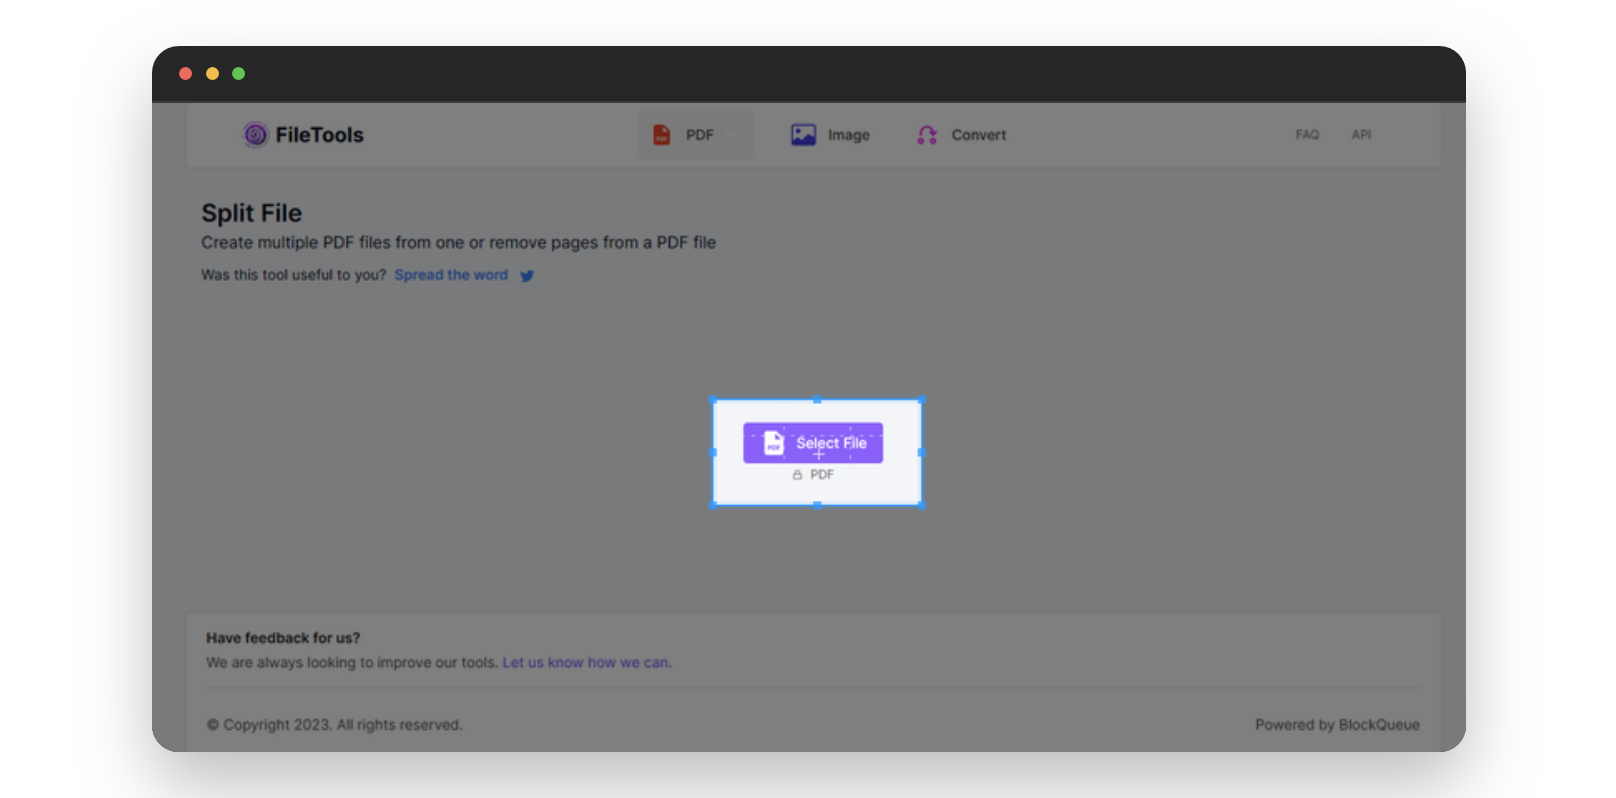 FileTools
PDF
Image
Convert
FAQ
API
Split File
Create multiple PDF files from one or remove pages from a PDF file
Was this tool useful to you? Spread the word
PDF Select File
PDF
Have feedback for us?
We are always looking to improve our tools. Let us know how we can.
© Copyright 2023. All rights reserved.
Powered by BlockQueue